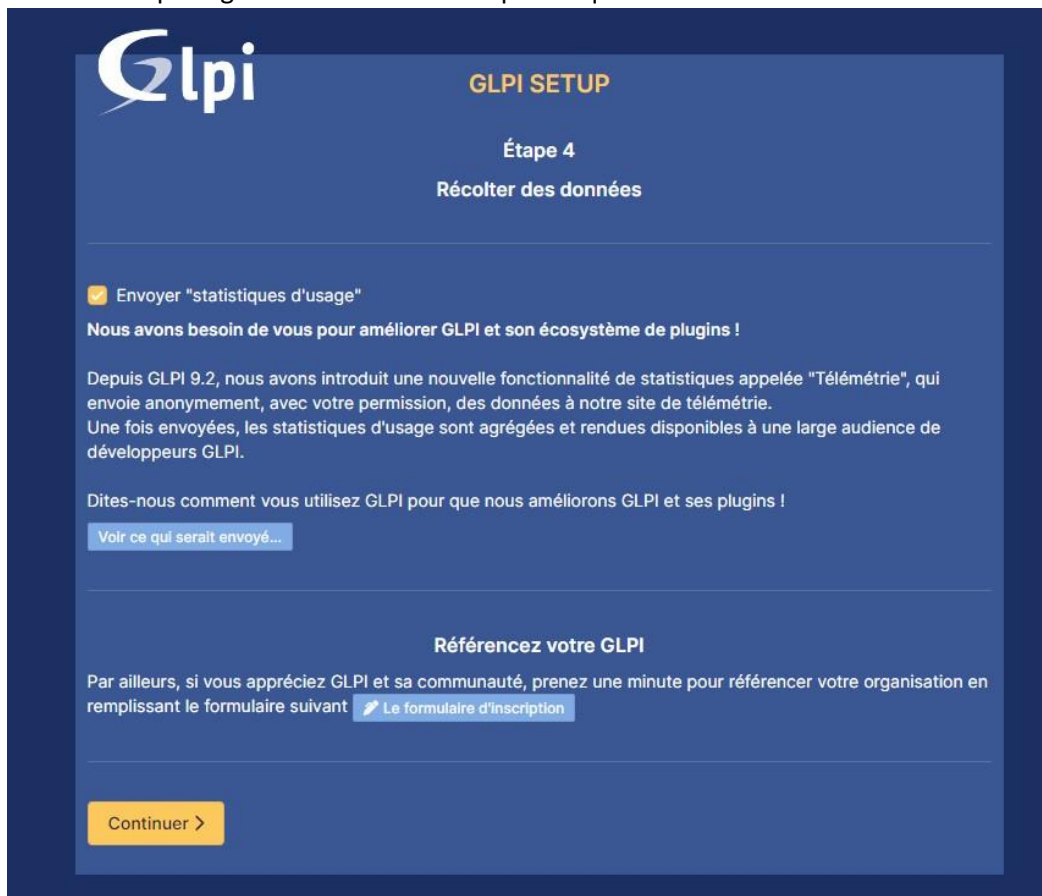 Glpi
GLPI SETUP
Étape 4
Récolter des données
Envoyer "statistiques d'usage"
Nous avons besoin de vous pour améliorer GLPI et son écosystème de plugins !
Depuis GLPI 9.2, nous avons introduit une nouvelle fonctionnalité de statistiques appelée "Télémétrie", qui
envoie anonymement, avec votre permission, des données à notre site de télémétrie.
Une fois envoyées, les statistiques d'usage sont agrégées et rendues disponibles à une large audience de
développeurs GLPI.
Dites-nous comment vous utilisez GLPI pour que nous améliorons GLPI et ses plugins !
Voir ce qui serait envoyé...
Référencez votre GLPI
Par ailleurs, si vous appréciez GLPI et sa communauté, prenez une minute pour référencer votre organisation en
remplissant le formulaire suivant Le formulaire d'inscription
Continuer >